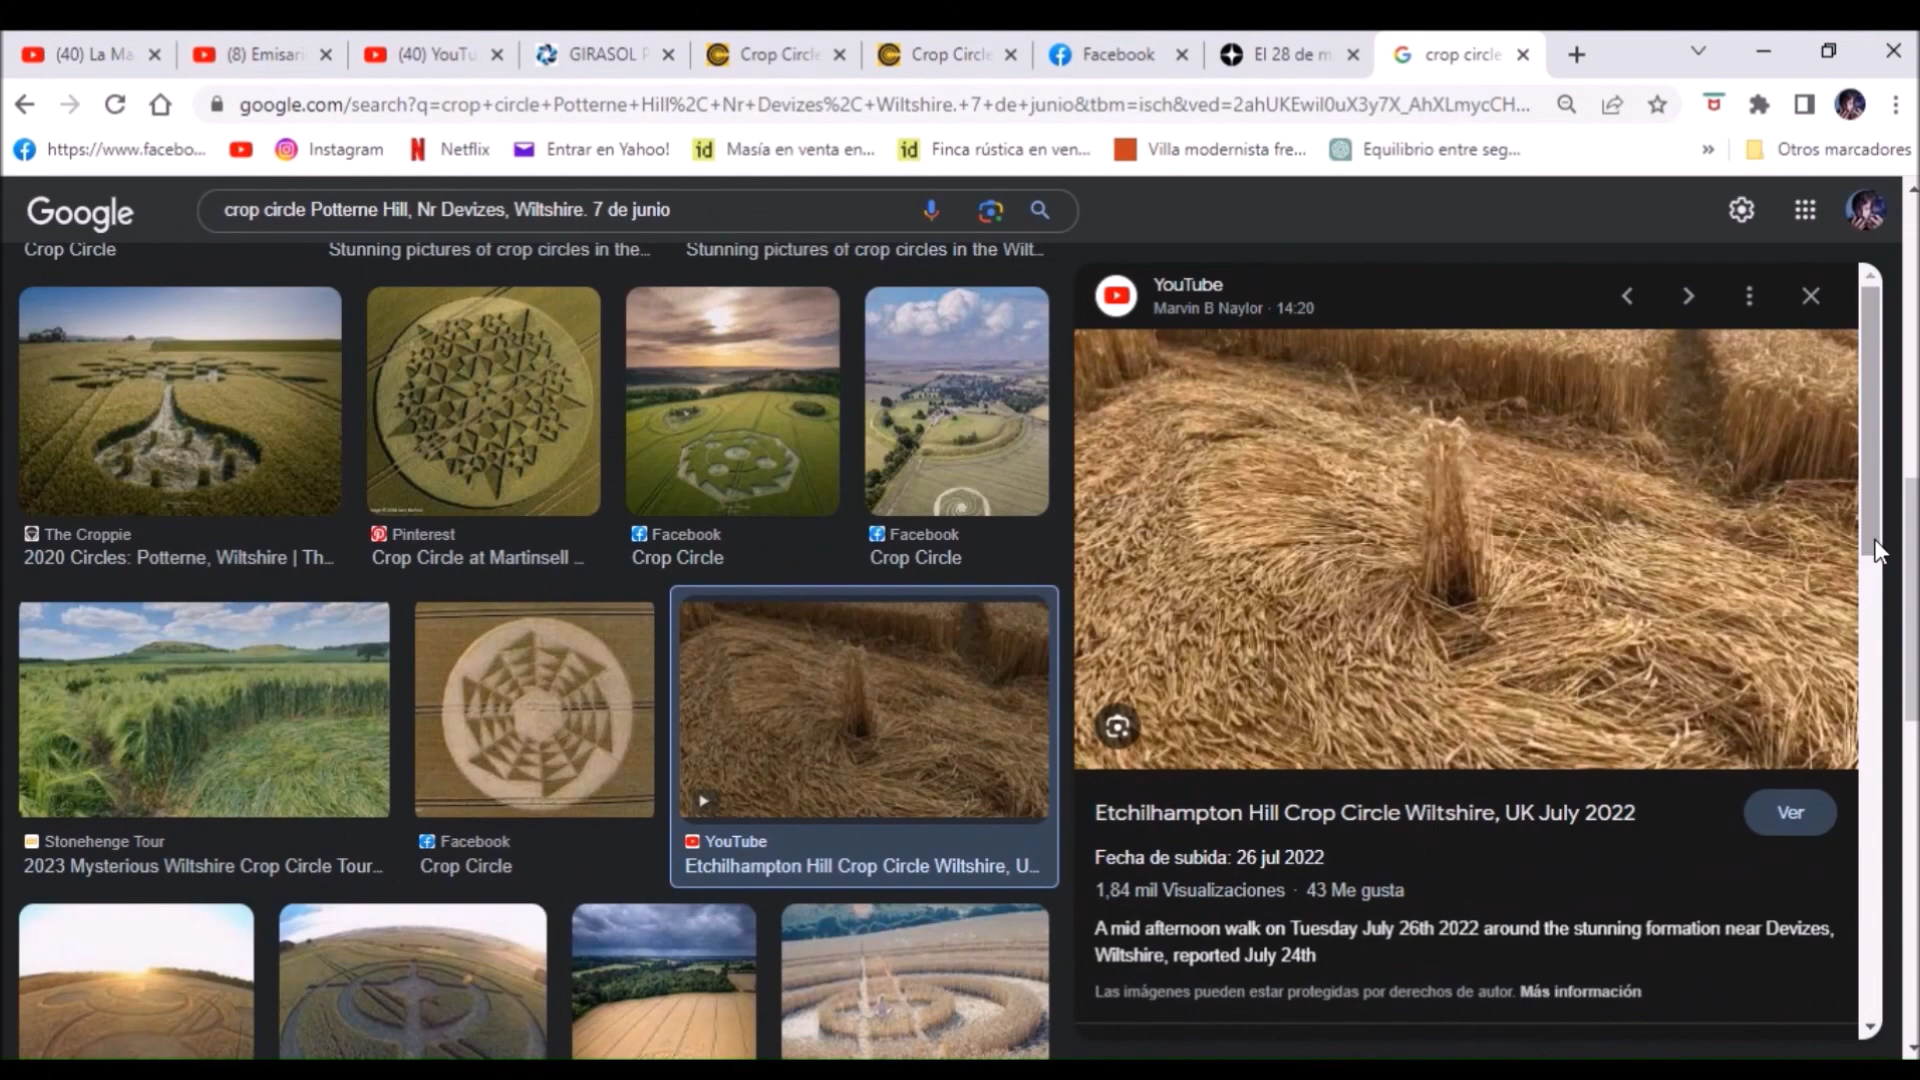 (40) La Ma
(8) Emisari
(40) YouTu
GIRASOL P
Crop Circle
Crop Circle
Facebook
El 28 de m
crop circle
google.com/search?q=crop+circle+Potterne+Hill%2C+Nr+Devizes%2C+Wiltshire.+7+de+junio&tbm=isch&ved=2ahUKEwil0uX3y7X_AhXLmycCH...
https://www.facebo...
Instagram
Netflix
Entrar en Yahoo!
Masía en venta en...
Finca rústica en ven...
Villa modernista fre...
Equilibrio entre seg...
»
Otros marcadores
Google
crop circle Potterne Hill, Nr Devizes, Wiltshire. 7 de junio
Crop Circle
Stunning pictures of crop circles in the...
Stunning pictures of crop circles in the Wilt...
The Croppie
2020 Circles: Potterne, Wiltshire | Th...
Pinterest
Crop Circle at Martinsell ...
Facebook
Crop Circle
Facebook
Crop Circle
Stonehenge Tour
2023 Mysterious Wiltshire Crop Circle Tour...
Facebook
Crop Circle
YouTube
Etchilhampton Hill Crop Circle Wiltshire, U...
YouTube
Marvin B Naylor · 14:20
Etchilhampton Hill Crop Circle Wiltshire, UK July 2022
Ver
Fecha de subida: 26 jul 2022
1,84 mil Visualizaciones · 43 Me gusta
A mid afternoon walk on Tuesday July 26th 2022 around the stunning formation near Devizes,
Wiltshire, reported July 24th
Las imágenes pueden estar protegidas por derechos de autor. Más información